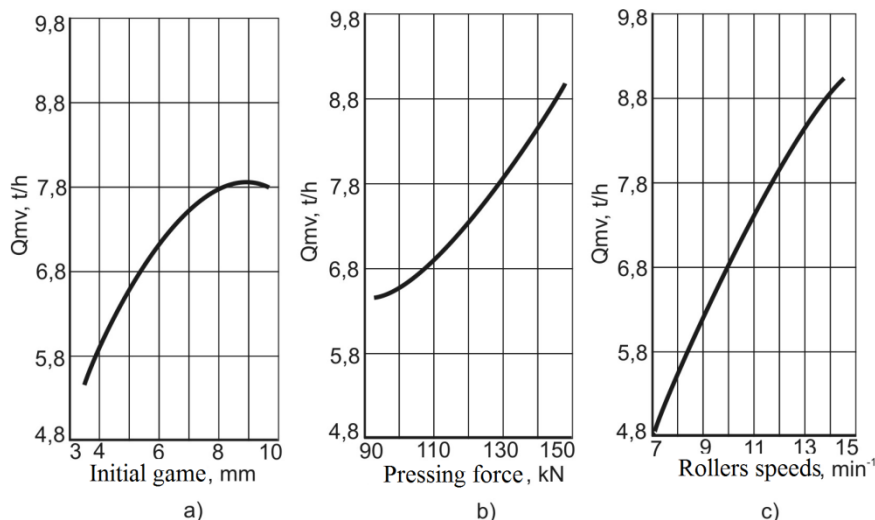 9,8
8,8
7,8
6,8
5,8
4,8
Qmv, t/h
3 4 6 8 10
Initial game, mm
a)
9,8
8,8
7,8
6,8
5,8
4,8
Qmv, t/h
90 110 130 150
Pressing force, kN
b)
9,8
8,8
7,8
6,8
5,8
4,8
Qmv, t/h
7 9 11 13 15
Rollers speeds, min⁻¹
c)